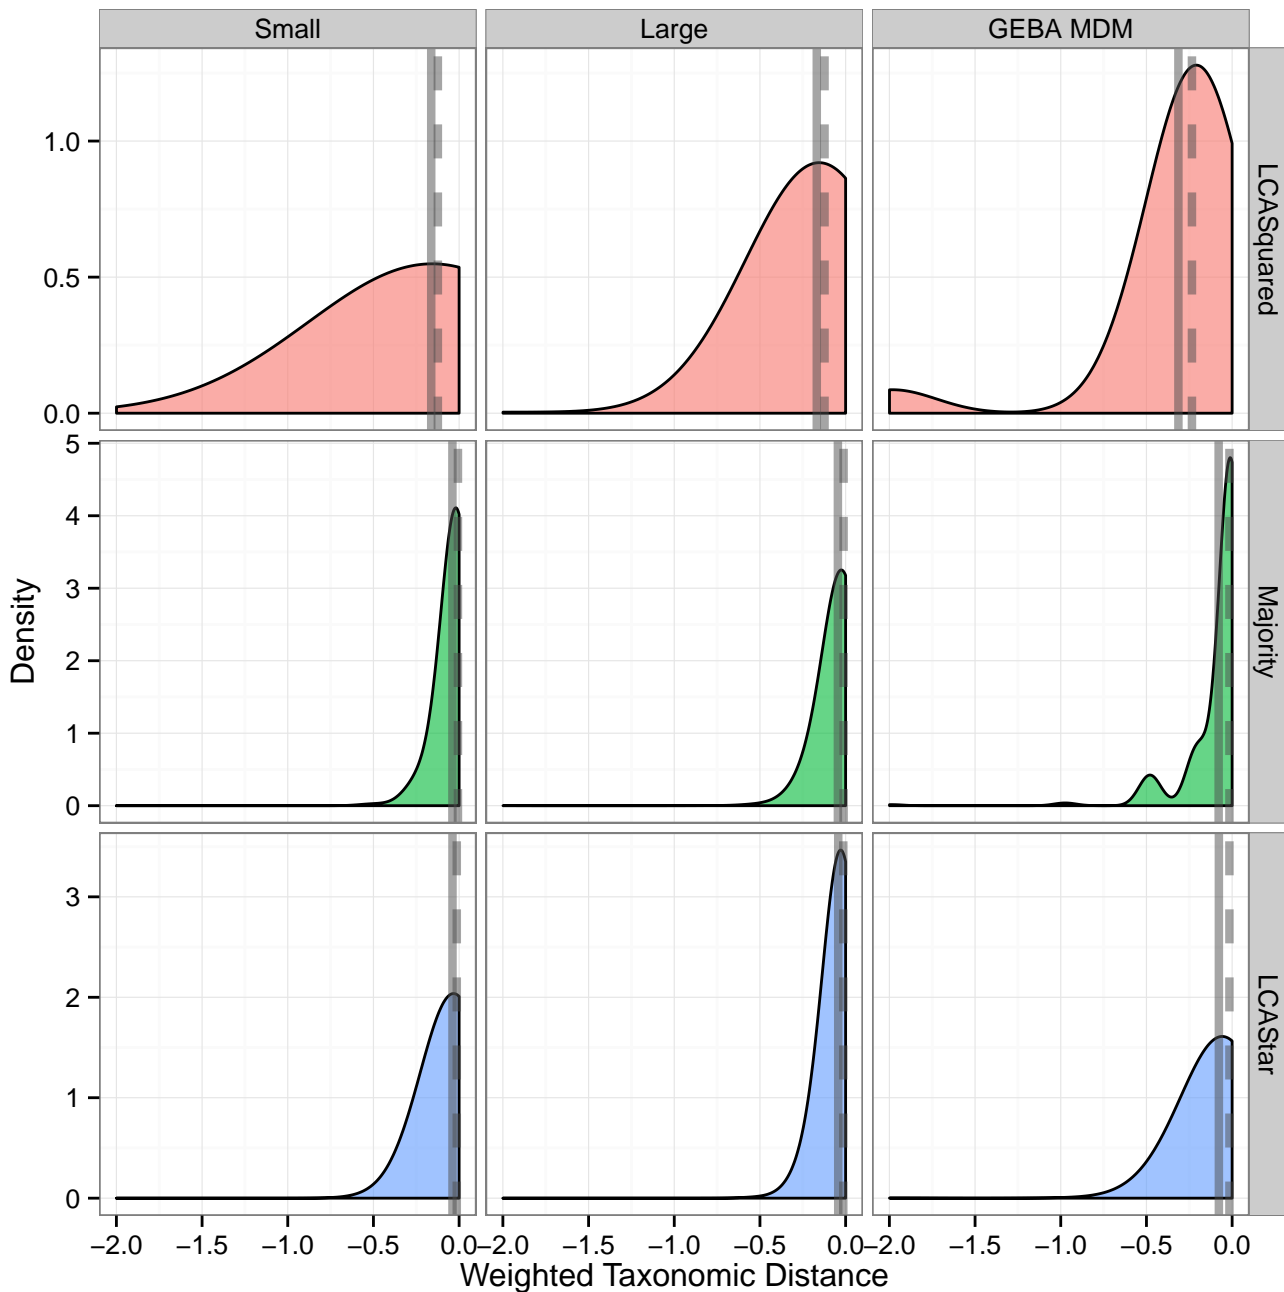 Small Large GEBA MDM
1.0
0.5
0.0
LCASquared
5
4
3
2
1
0
Majority
3
2
1
0
LCAStar
Density
−2.0 −1.5 −1.0 −0.5 0.0 −2.0 −1.5 −1.0 −0.5 0.0 −2.0 −1.5 −1.0 −0.5 0.0
Weighted Taxonomic Distance